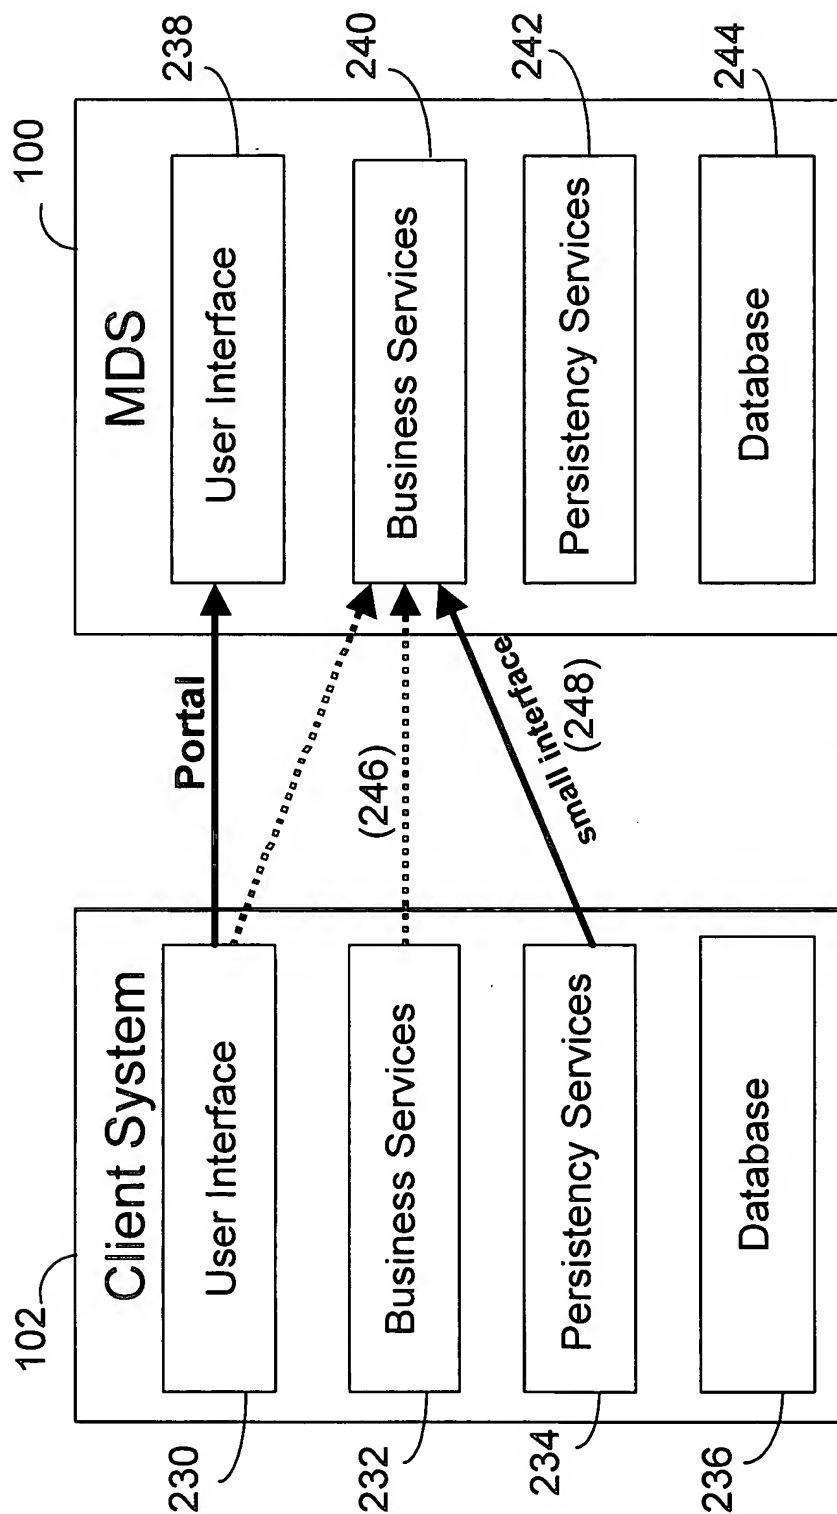 102
Client System
230
User Interface
232
Business Services
234
Persistency Services
236
Database
Portal
(246)
small interface
(248)
100
MDS
User Interface
238
Business Services
240
Persistency Services
242
Database
244